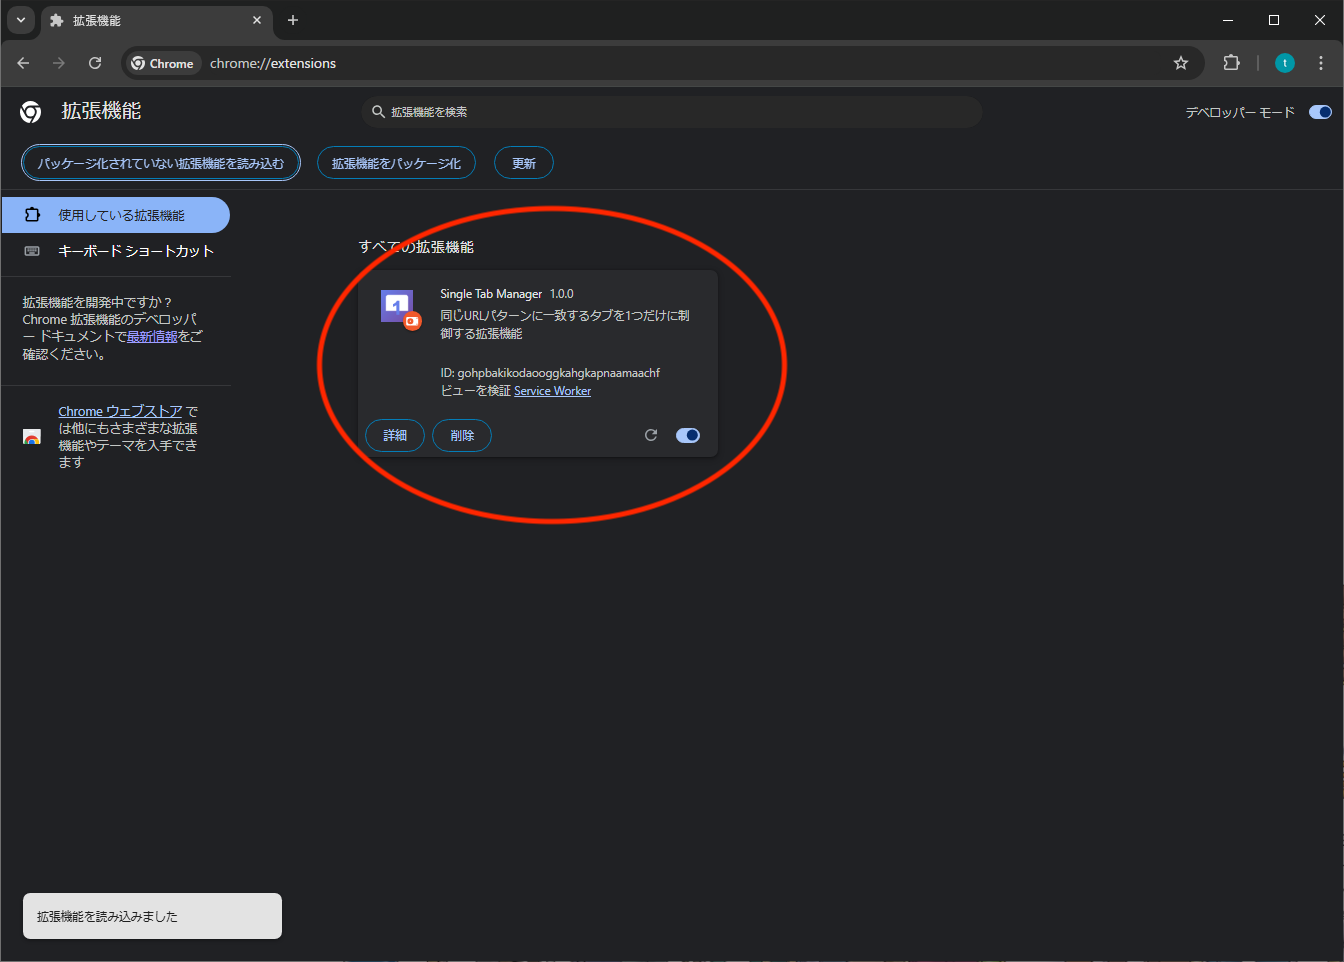 拡張機能
Chrome
chrome://extensions
t
拡張機能
拡張機能を検索
デベロッパー モード
パッケージ化されていない拡張機能を読み込む
拡張機能をパッケージ化
更新
使用している拡張機能
キーボード ショートカット
拡張機能を開発中ですか？
Chrome 拡張機能のデベロッパ
ー ドキュメントで最新情報をご
確認ください。
Chrome ウェブストア で
は他にもさまざまな拡張
機能やテーマを入手でき
ます
すべての拡張機能
1
Single Tab Manager 1.0.0
同じURLパターンに一致するタブを1つだけに制
御する拡張機能
ID: gohpbakikodaooggkahgkapnaamaachf
ビューを検証 Service Worker
詳細
削除
拡張機能を読み込みました